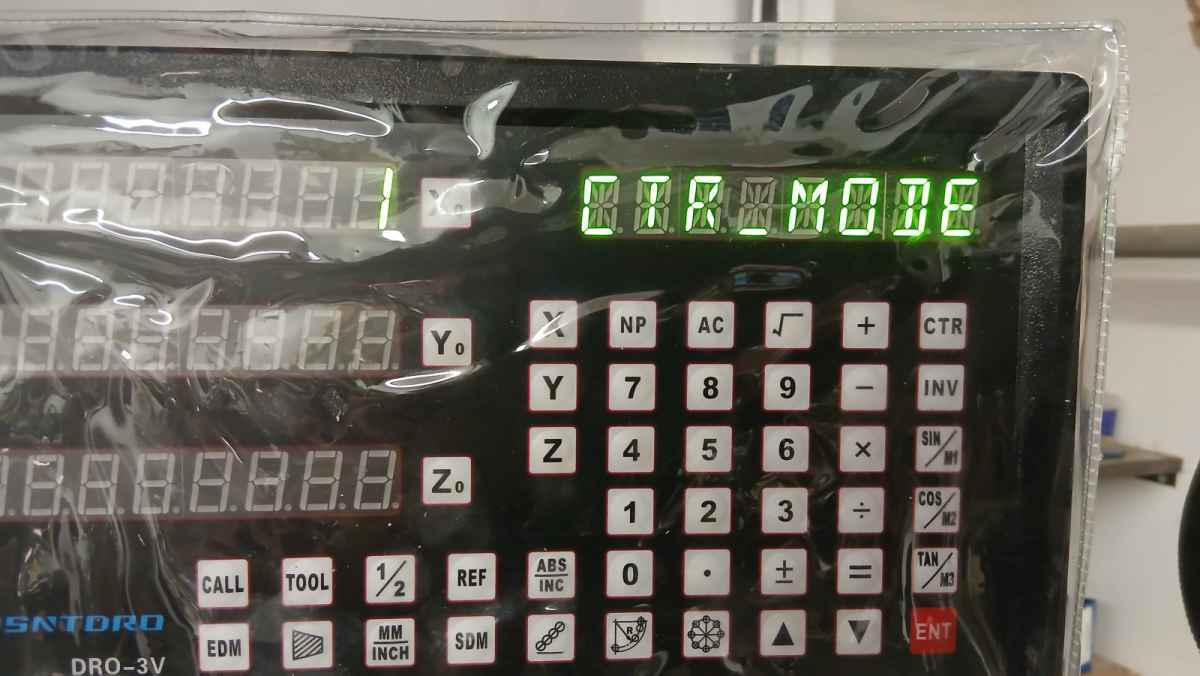 1 X₀ CTR_MODE
Y₀ X NP AC √ + CTR
Y 7 8 9 − INV
Z₀ Z 4 5 6 × SIN/M1
1 2 3 ÷ COS/M2
CALL TOOL 1/2 REF ABS/INC 0 . ± = TAN/M3
SNTDRO
EDM MM/INCH SDM R ▲ ▼ ENT
DRO-3V